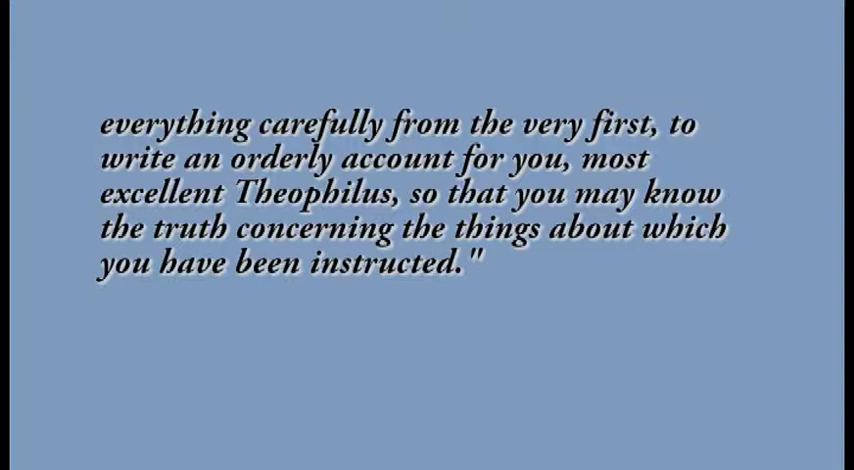 everything carefully from the very first, to
write an orderly account for you, most
excellent Theophilus, so that you may know
the truth concerning the things about which
you have been instructed."